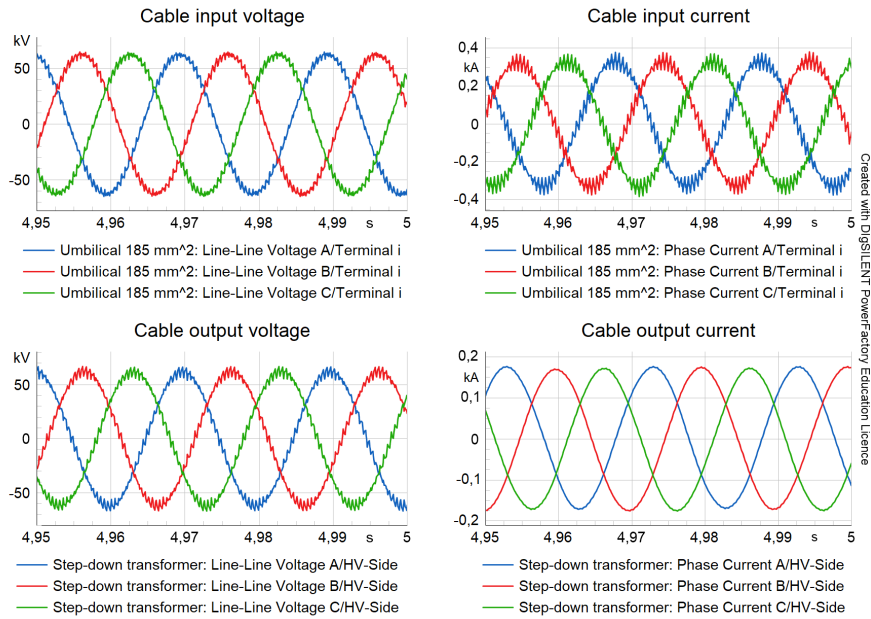 Cable input voltage
kV
50
0
-50
4,95
4,96
4,97
4,98
4,99
s
5
Umbilical 185 mm^2: Line-Line Voltage A/Terminal i
Umbilical 185 mm^2: Line-Line Voltage B/Terminal i
Umbilical 185 mm^2: Line-Line Voltage C/Terminal i
Cable input current
0,4
kA
0,2
0
-0,2
-0,4
4,95
4,96
4,97
4,98
4,99
s
5
Umbilical 185 mm^2: Phase Current A/Terminal i
Umbilical 185 mm^2: Phase Current B/Terminal i
Umbilical 185 mm^2: Phase Current C/Terminal i
Cable output voltage
kV
50
0
-50
4,95
4,96
4,97
4,98
4,99
s
5
Step-down transformer: Line-Line Voltage A/HV-Side
Step-down transformer: Line-Line Voltage B/HV-Side
Step-down transformer: Line-Line Voltage C/HV-Side
Cable output current
0,2
kA
0,1
0
-0,1
-0,2
4,95
4,96
4,97
4,98
4,99
s
5
Step-down transformer: Phase Current A/HV-Side
Step-down transformer: Phase Current B/HV-Side
Step-down transformer: Phase Current C/HV-Side
Created with DIgSILENT PowerFactory Education Licence